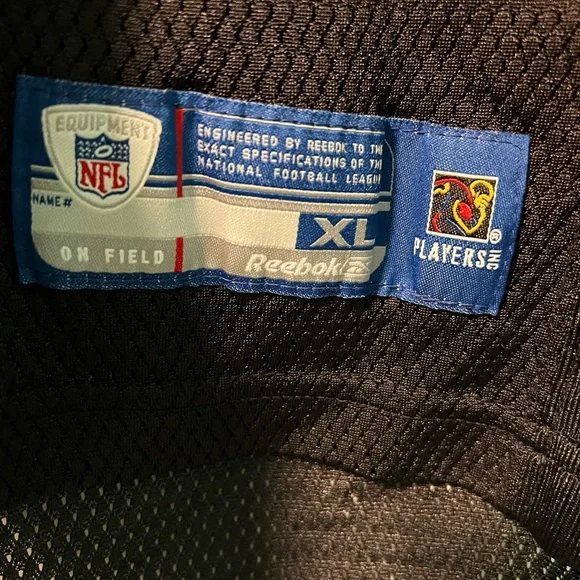 EQUIPMENT
NFL
ENGINEERED BY REEBOK TO THE
EXACT SPECIFICATIONS OF THE
NATIONAL FOOTBALL LEAGUE
NAME#
XL
ON FIELD
Reebok
PLAYERS INC
®